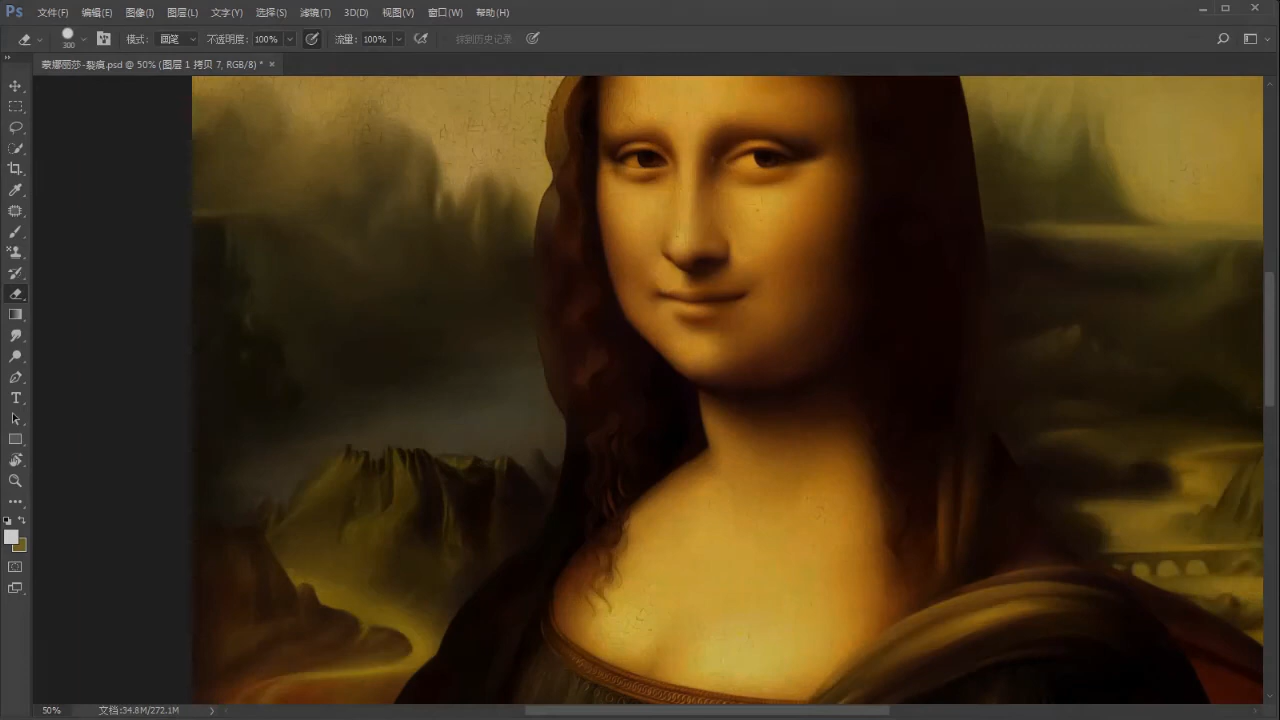 Ps 文件(F) 编辑(E) 图像(I) 图层(L) 文字(Y) 选择(S) 滤镜(T) 3D(D) 视图(V) 窗口(W) 帮助(H)
300 模式: 画笔 不透明度: 100% 流量: 100% 抹到历史记录
蒙娜丽莎-裂痕.psd @ 50% (图层 1 拷贝 7, RGB/8) * ×
T
50% 文档:34.8M/272.1M